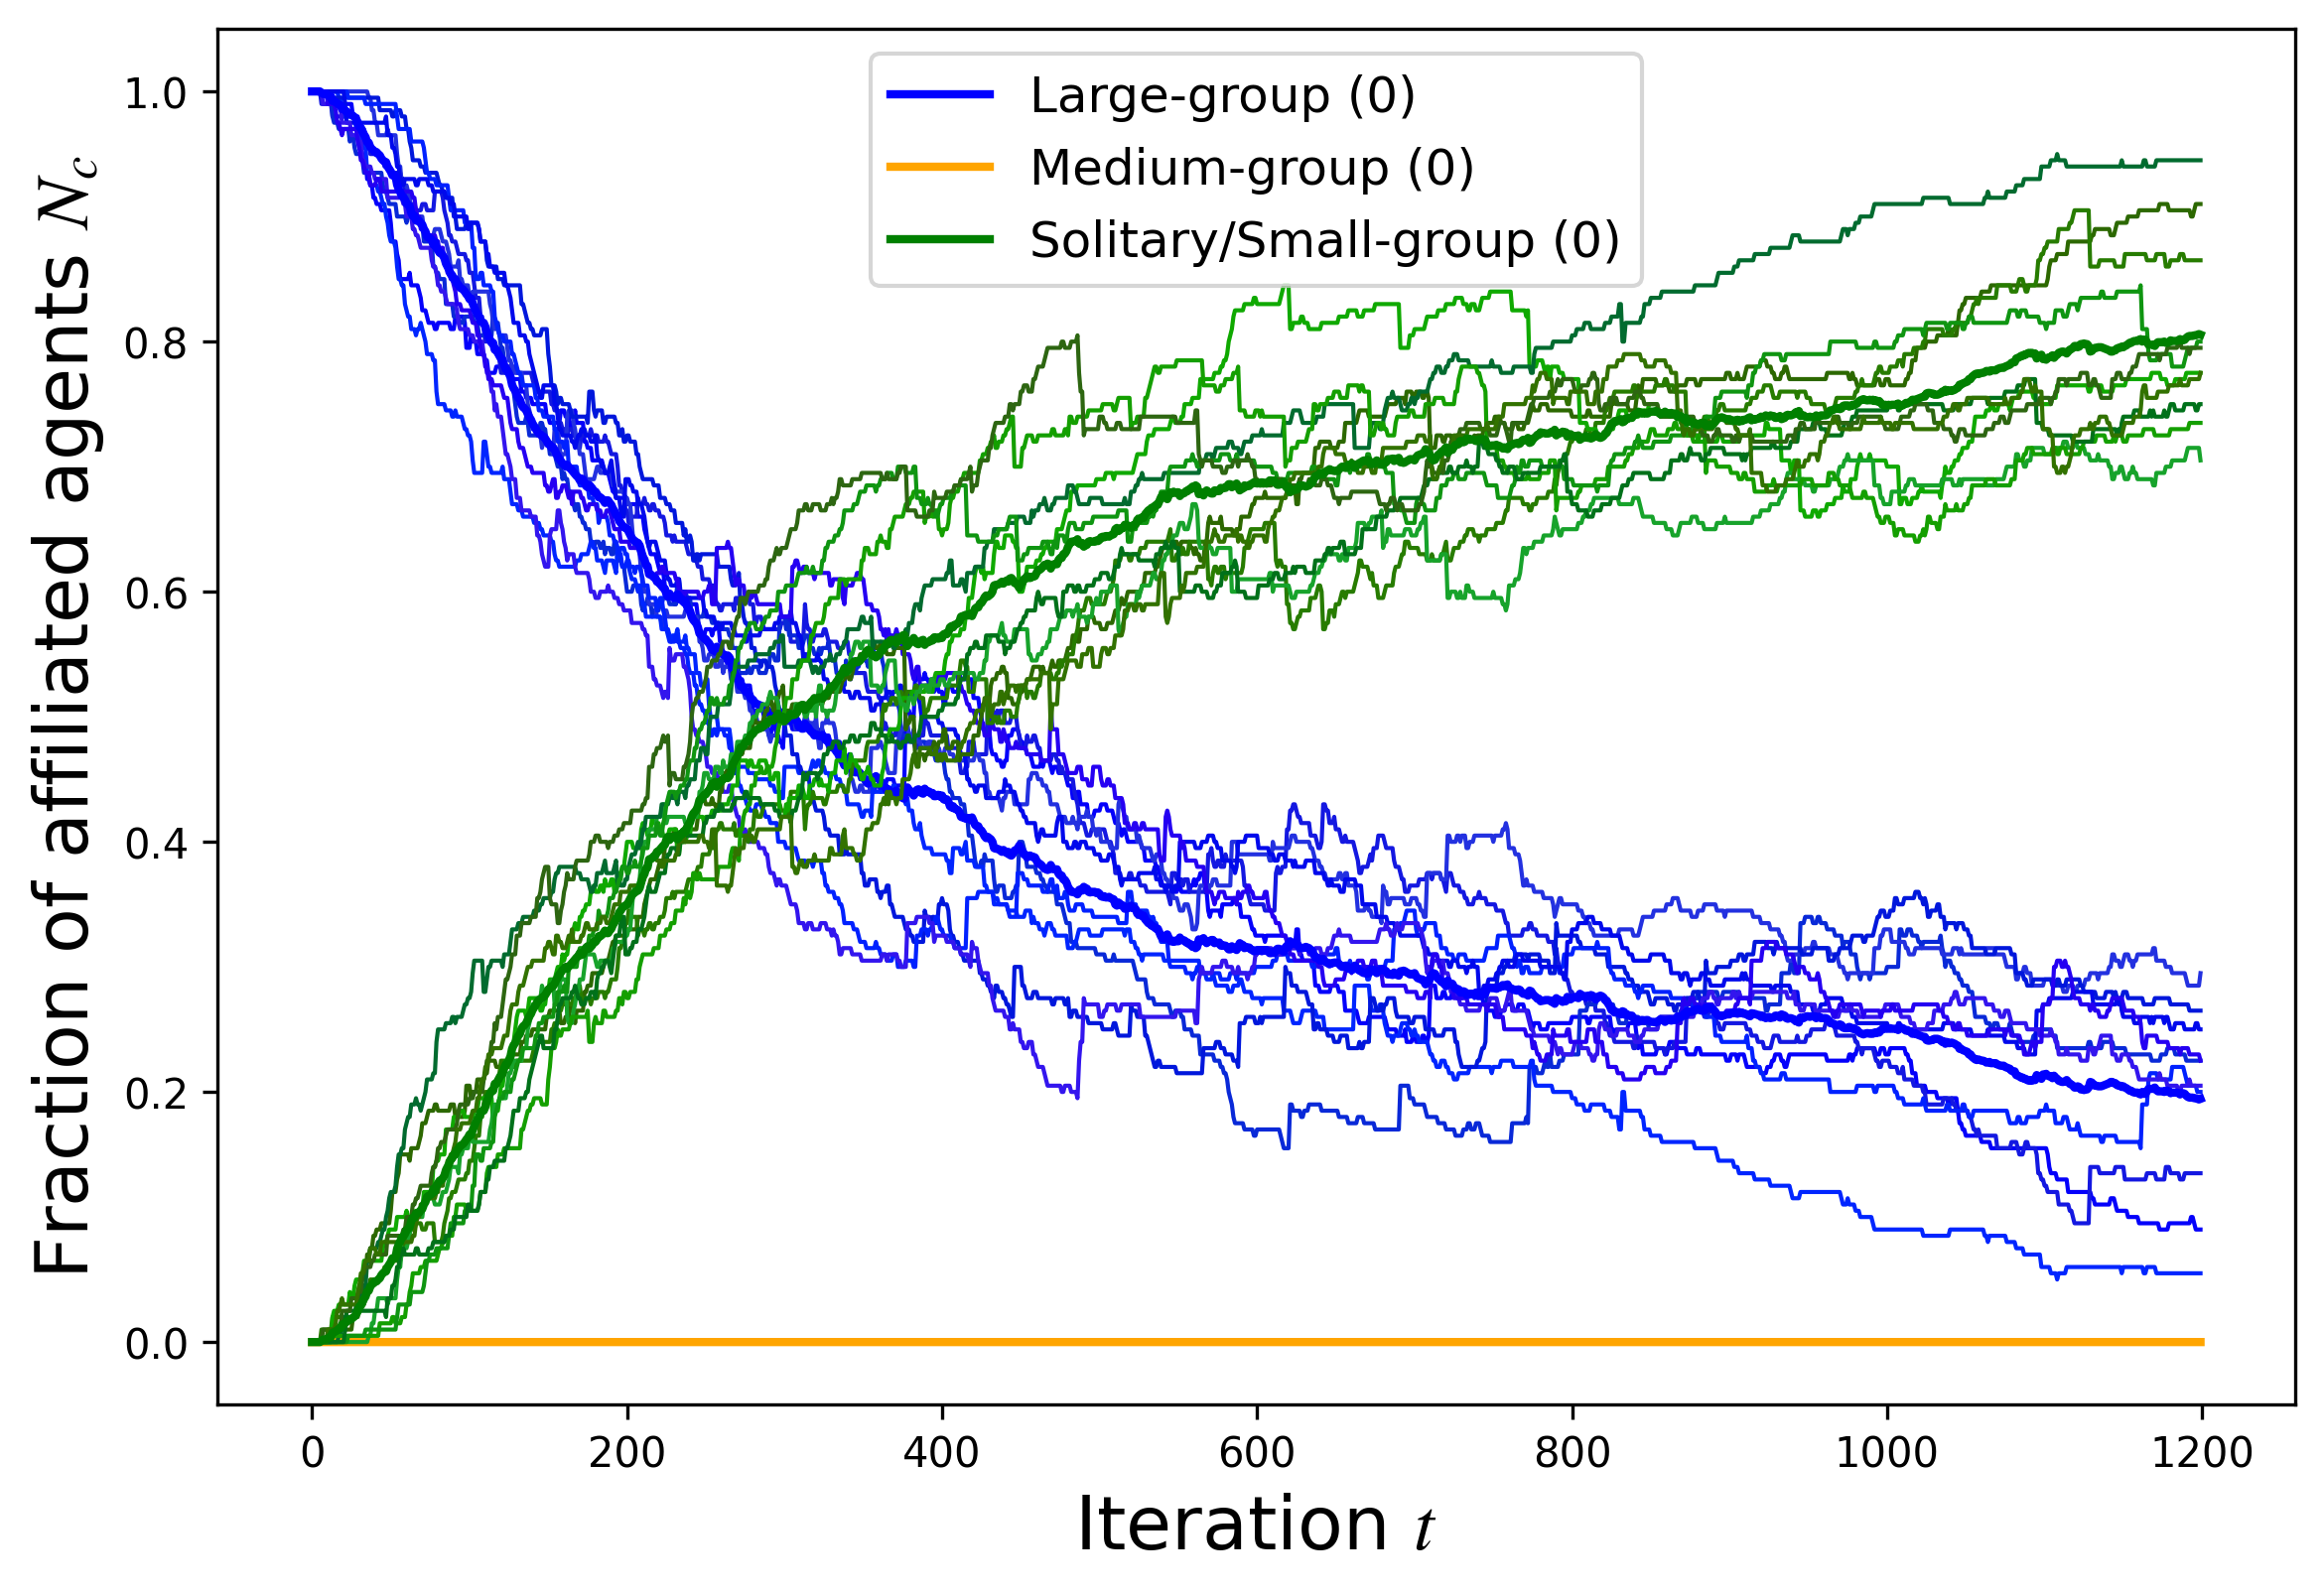 Large-group (0)
Medium-group (0)
Solitary/Small-group (0)
Fraction of affiliated agents N_c
1.0
0.8
0.6
0.4
0.2
0.0
0 200 400 600 800 1000 1200
Iteration t